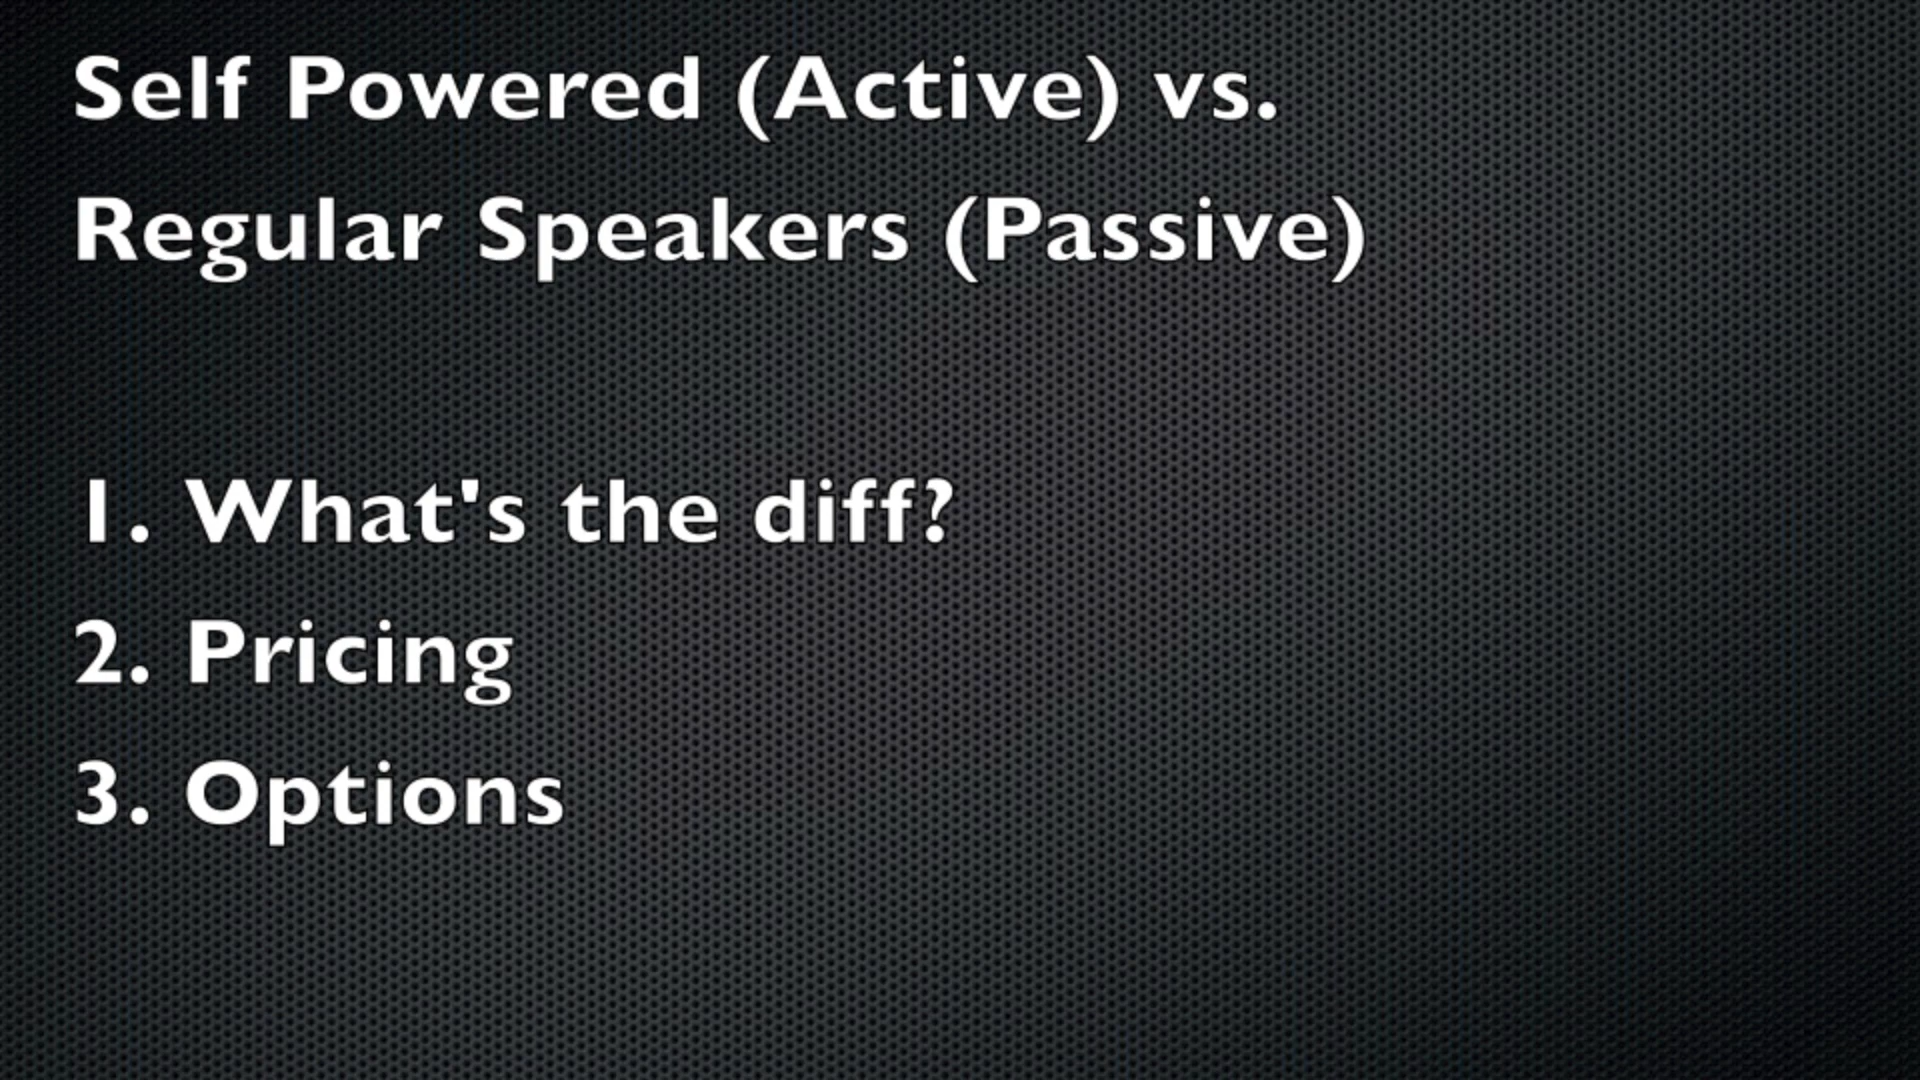 Self Powered (Active) vs.
Regular Speakers (Passive)
1. What's the diff?
2. Pricing
3. Options